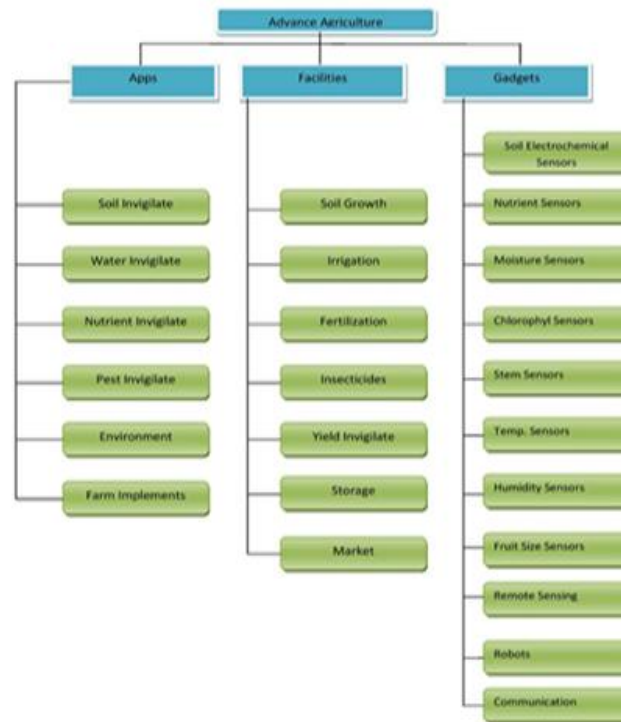 Advance Agriculture
Apps
Facilities
Gadgets
Soil Invigilate
Water Invigilate
Nutrient Invigilate
Pest Invigilate
Environment
Farm Implements
Soil Growth
Irrigation
Fertilization
Insecticides
Yield Invigilate
Storage
Market
Soil Electrochemical
Sensors
Nutrient Sensors
Moisture Sensors
Chlorophyl Sensors
Stem Sensors
Temp. Sensors
Humidity Sensors
Fruit Size Sensors
Remote Sensing
Robots
Communication